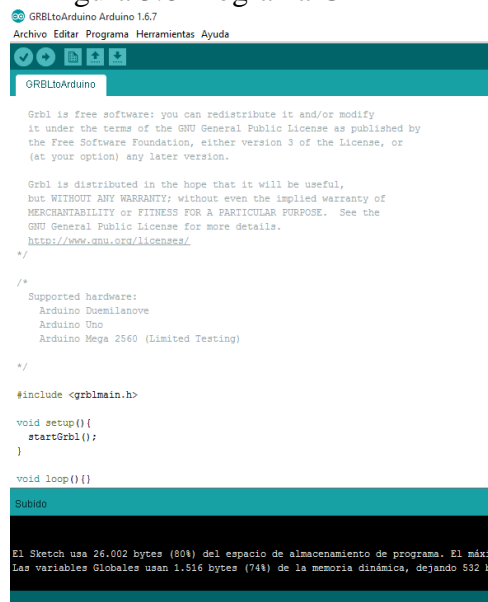 GRBLtoArduino Arduino 1.6.7
Archivo Editar Programa Herramientas Ayuda
GRBLtoArduino
Grbl is free software: you can redistribute it and/or modify
it under the terms of the GNU General Public License as published by
the Free Software Foundation, either version 3 of the License, or
(at your option) any later version.
Grbl is distributed in the hope that it will be useful,
but WITHOUT ANY WARRANTY; without even the implied warranty of
MERCHANTABILITY or FITNESS FOR A PARTICULAR PURPOSE.  See the
GNU General Public License for more details.
http://www.gnu.org/licenses/
*/
/*
Supported hardware:
Arduino Duemilanove
Arduino Uno
Arduino Mega 2560 (Limited Testing)
*/
#include <grblmain.h>
void setup(){
startGrbl();
}
void loop(){}
Subido
El Sketch usa 26.002 bytes (80%) del espacio de almacenamiento de programa. El
Las variables Globales usan 1.516 bytes (74%) de la memoria dinámica, dejando 532